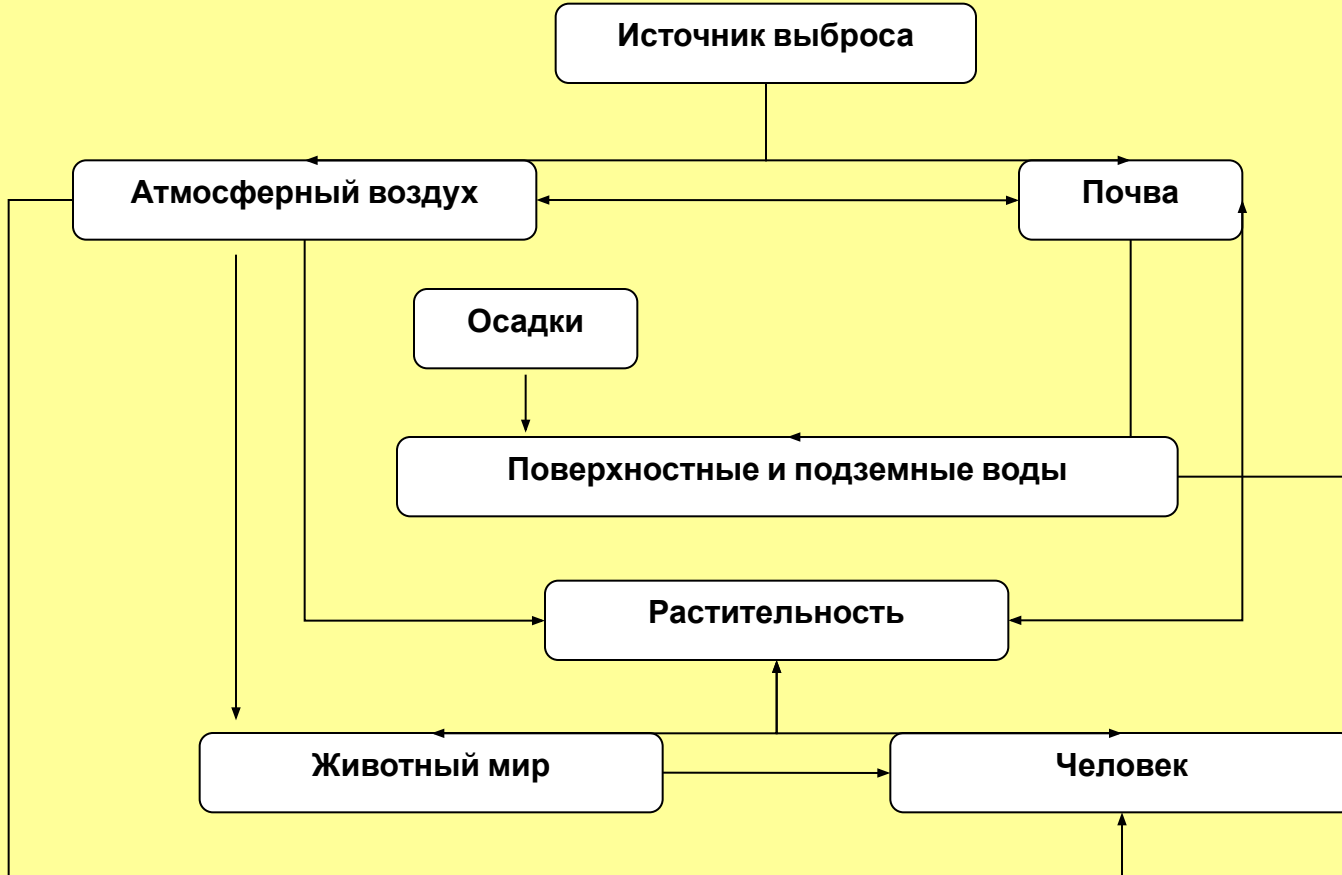 Источник выброса
Атмосферный воздух
Почва
Осадки
Поверхностные и подземные воды
Растительность
Животный мир
Человек